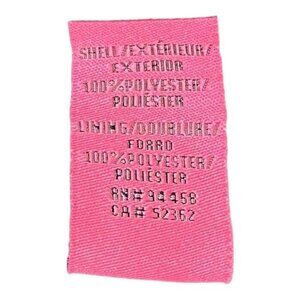 SHELL/EXTÉRIEUR/
EXTERIOR
100%POLYESTER/
POLIÉSTER
LINING/DOUBLURE/
FORRO
100%POLYESTER/
POLIÉSTER
RN# 94458
CA# 52362